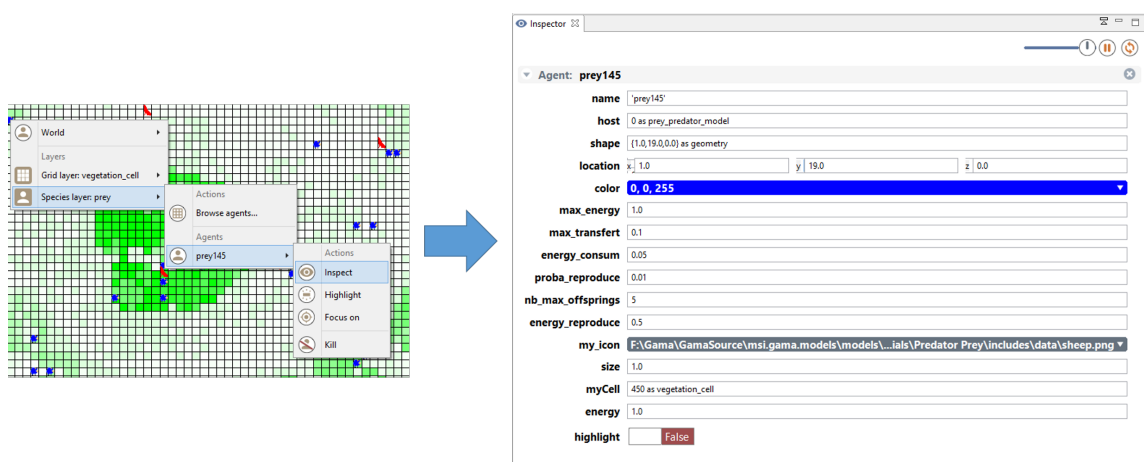 World
Layers
Grid layer: vegetation_cell
Species layer: prey
Actions
Browse agents...
Agents
prey145
Actions
Inspect
Highlight
Focus on
Kill
Inspector
Agent: prey145
name 'prey145'
host 0 as prey_predator_model
shape {1.0,19.0,0.0} as geometry
location x 1.0 y 19.0 z 0.0
color 0, 0, 255
max_energy 1.0
max_transfert 0.1
energy_consum 0.05
proba_reproduce 0.01
nb_max_offsprings 5
energy_reproduce 0.5
my_icon F:\Gama\GamaSource\msi.gama.models\models\...ials\Predator Prey\includes\data\sheep.png
size 1.0
myCell 450 as vegetation_cell
energy 1.0
highlight False